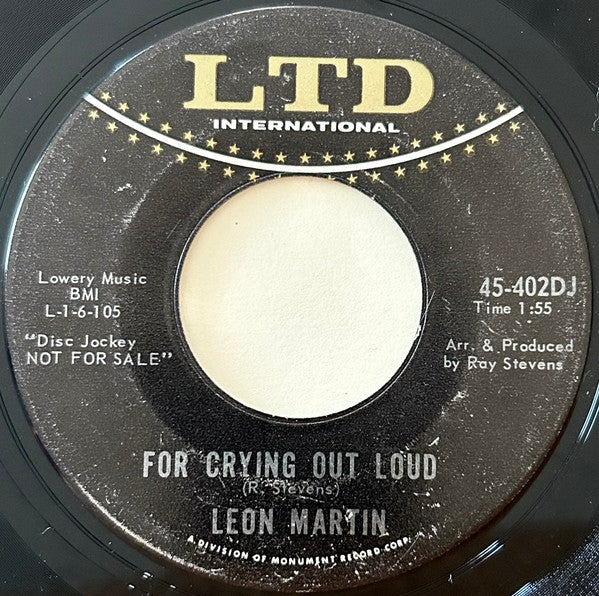 LTD
INTERNATIONAL
Lowery Music
BMI
L-1-6-105
"Disc Jockey
NOT FOR SALE"
45-402DJ
Time 1:55
Arr. & Produced
by Ray Stevens
FOR CRYING OUT LOUD
(R. Stevens)
LEON MARTIN
A DIVISION OF MONUMENT RECORD CORP.